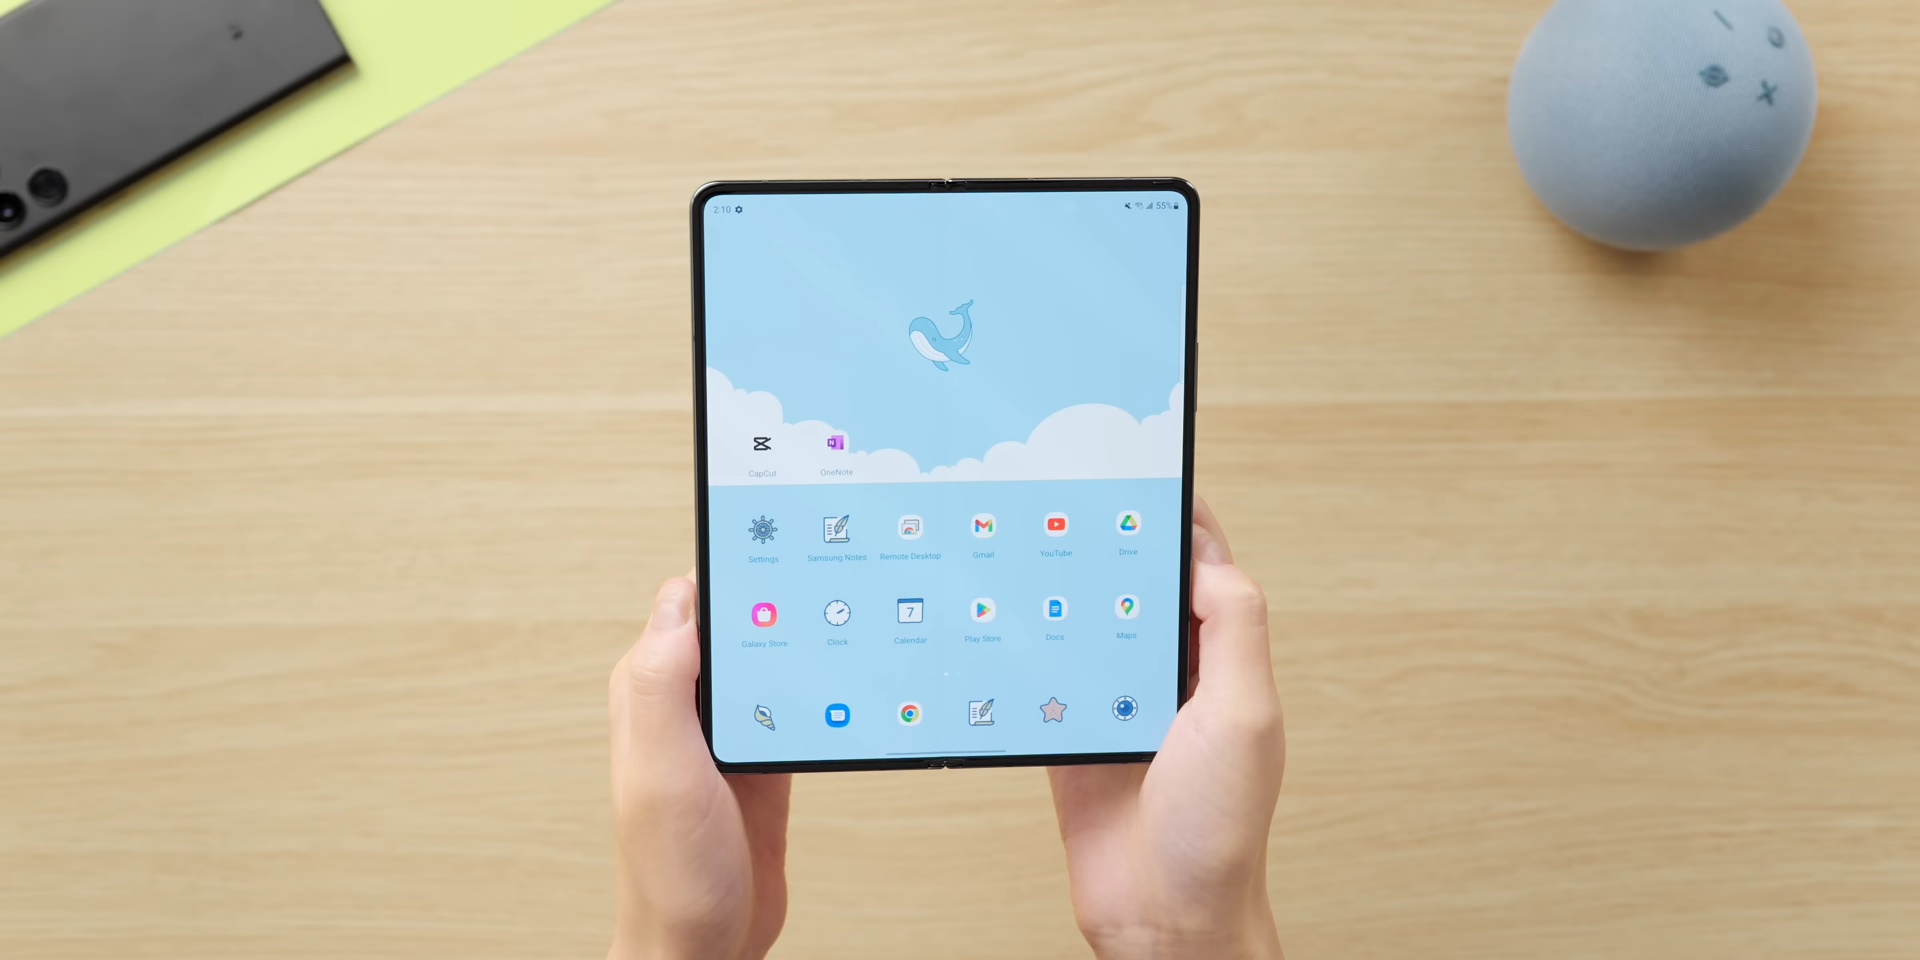 2:10
55%
CapCut
OneNote
Settings
Samsung Notes
Remote Desktop
Gmail
YouTube
Drive
7
Galaxy Store
Clock
Calendar
Play Store
Docs
Maps